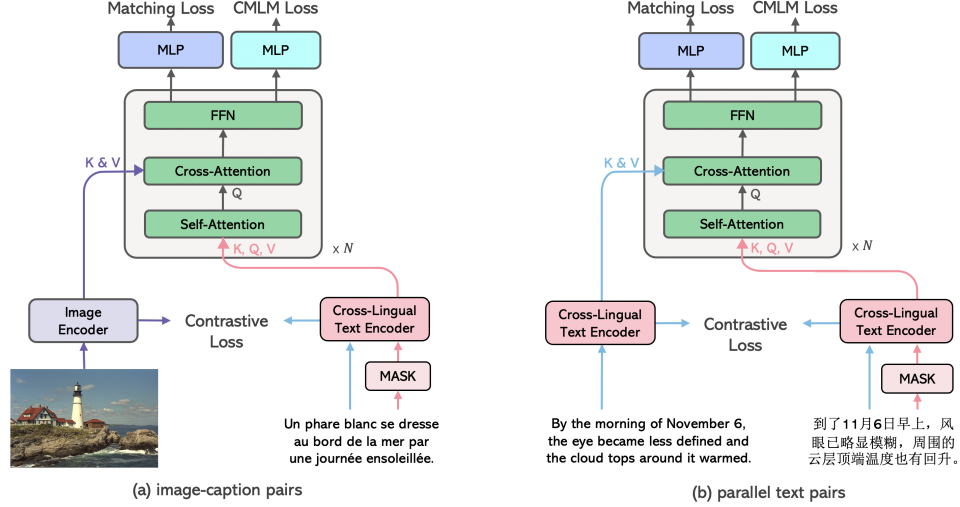 Matching Loss
CMLM Loss
MLP
MLP
FFN
K & V
Cross-Attention
Q
Self-Attention
K, Q, V
x N
Image
Encoder
Contrastive
Loss
Cross-Lingual
Text Encoder
MASK
Un phare blanc se dresse
au bord de la mer par
une journée ensoleillée.
(a) image-caption pairs
Matching Loss
CMLM Loss
MLP
MLP
FFN
K & V
Cross-Attention
Q
Self-Attention
K, Q, V
x N
Cross-Lingual
Text Encoder
Contrastive
Loss
Cross-Lingual
Text Encoder
MASK
By the morning of November 6,
the eye became less defined and
the cloud tops around it warmed.
到了11月6日早上，风
眼已略显模糊，周围的
云层顶端温度也有回升。
(b) parallel text pairs